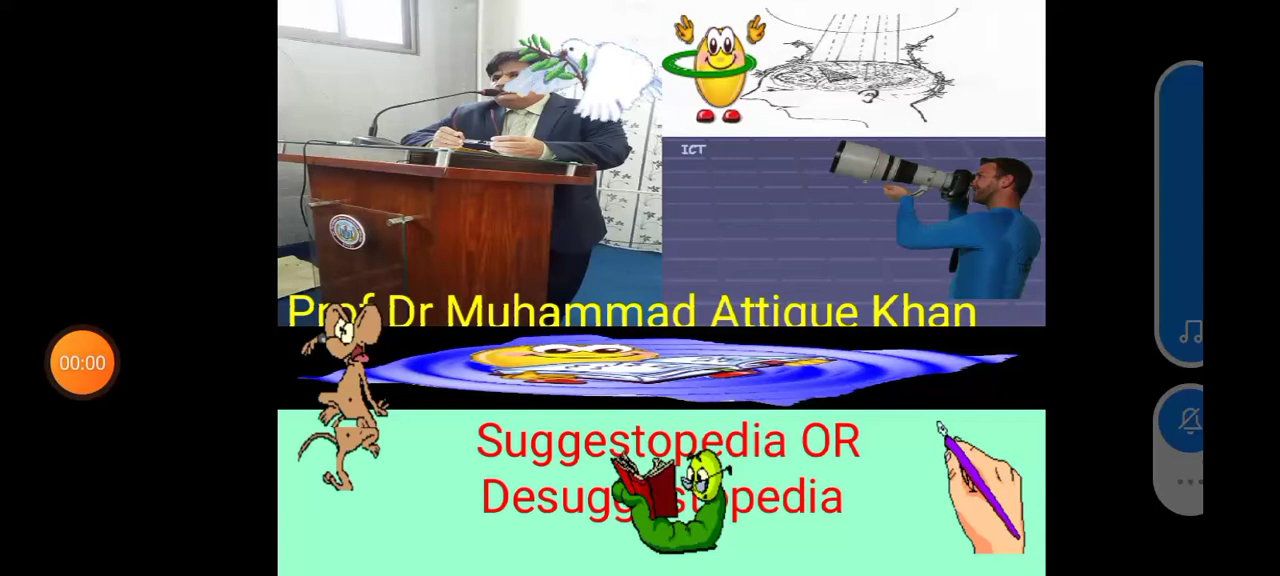 ICT
Prof Dr Muhammad Attique Khan
00:00
Suggestopedia OR
Desuggestopedia